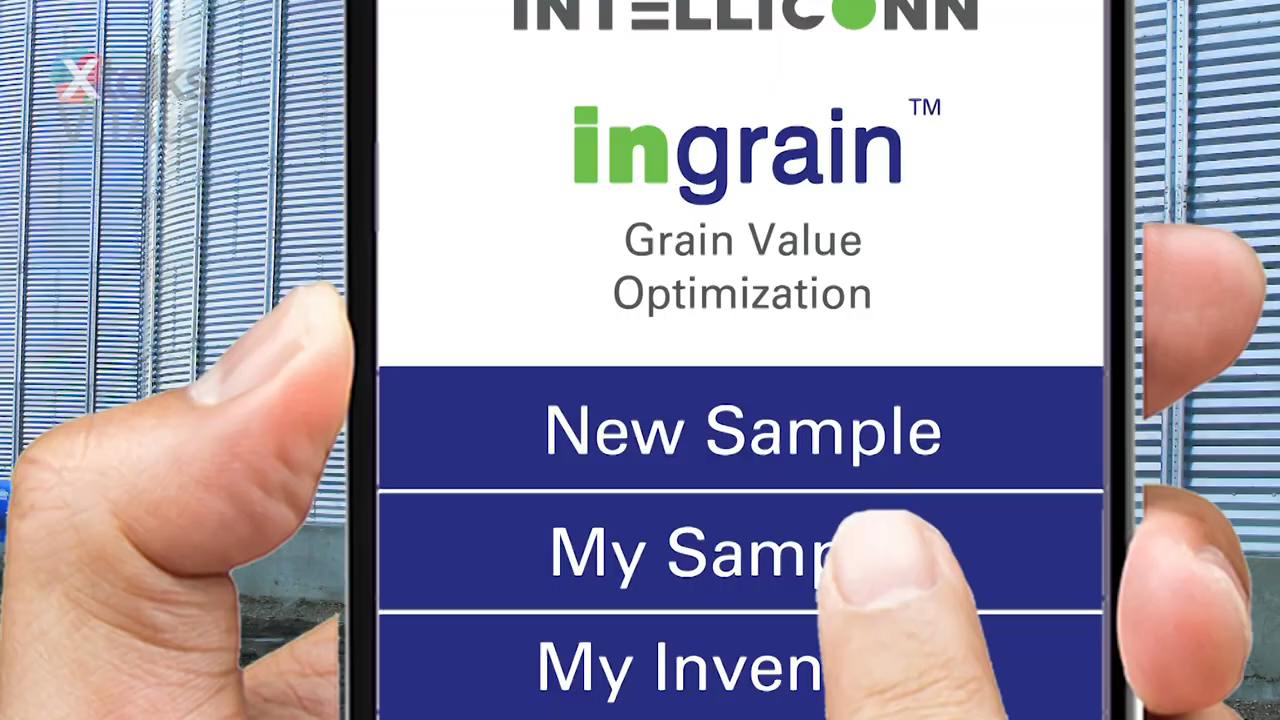 INTELLICONN
ingrain™
Grain Value
Optimization
New Sample
My Samp
My Inven